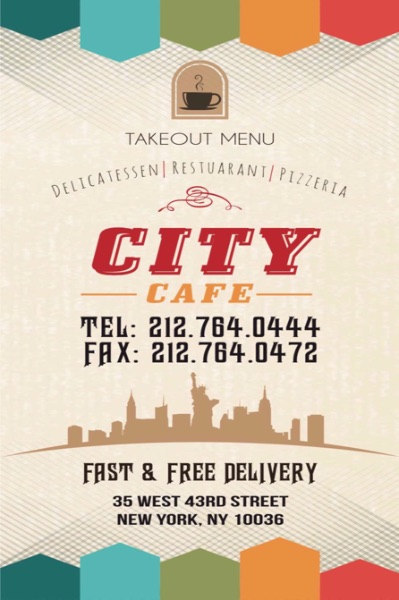 TAKEOUT MENU
DELICATESSEN|RESTUARANT|PIZZERIA
CITY
CAFE
TEL: 212.764.0444
FAX: 212.764.0472
FAST & FREE DELIVERY
35 WEST 43RD STREET
NEW YORK, NY 10036